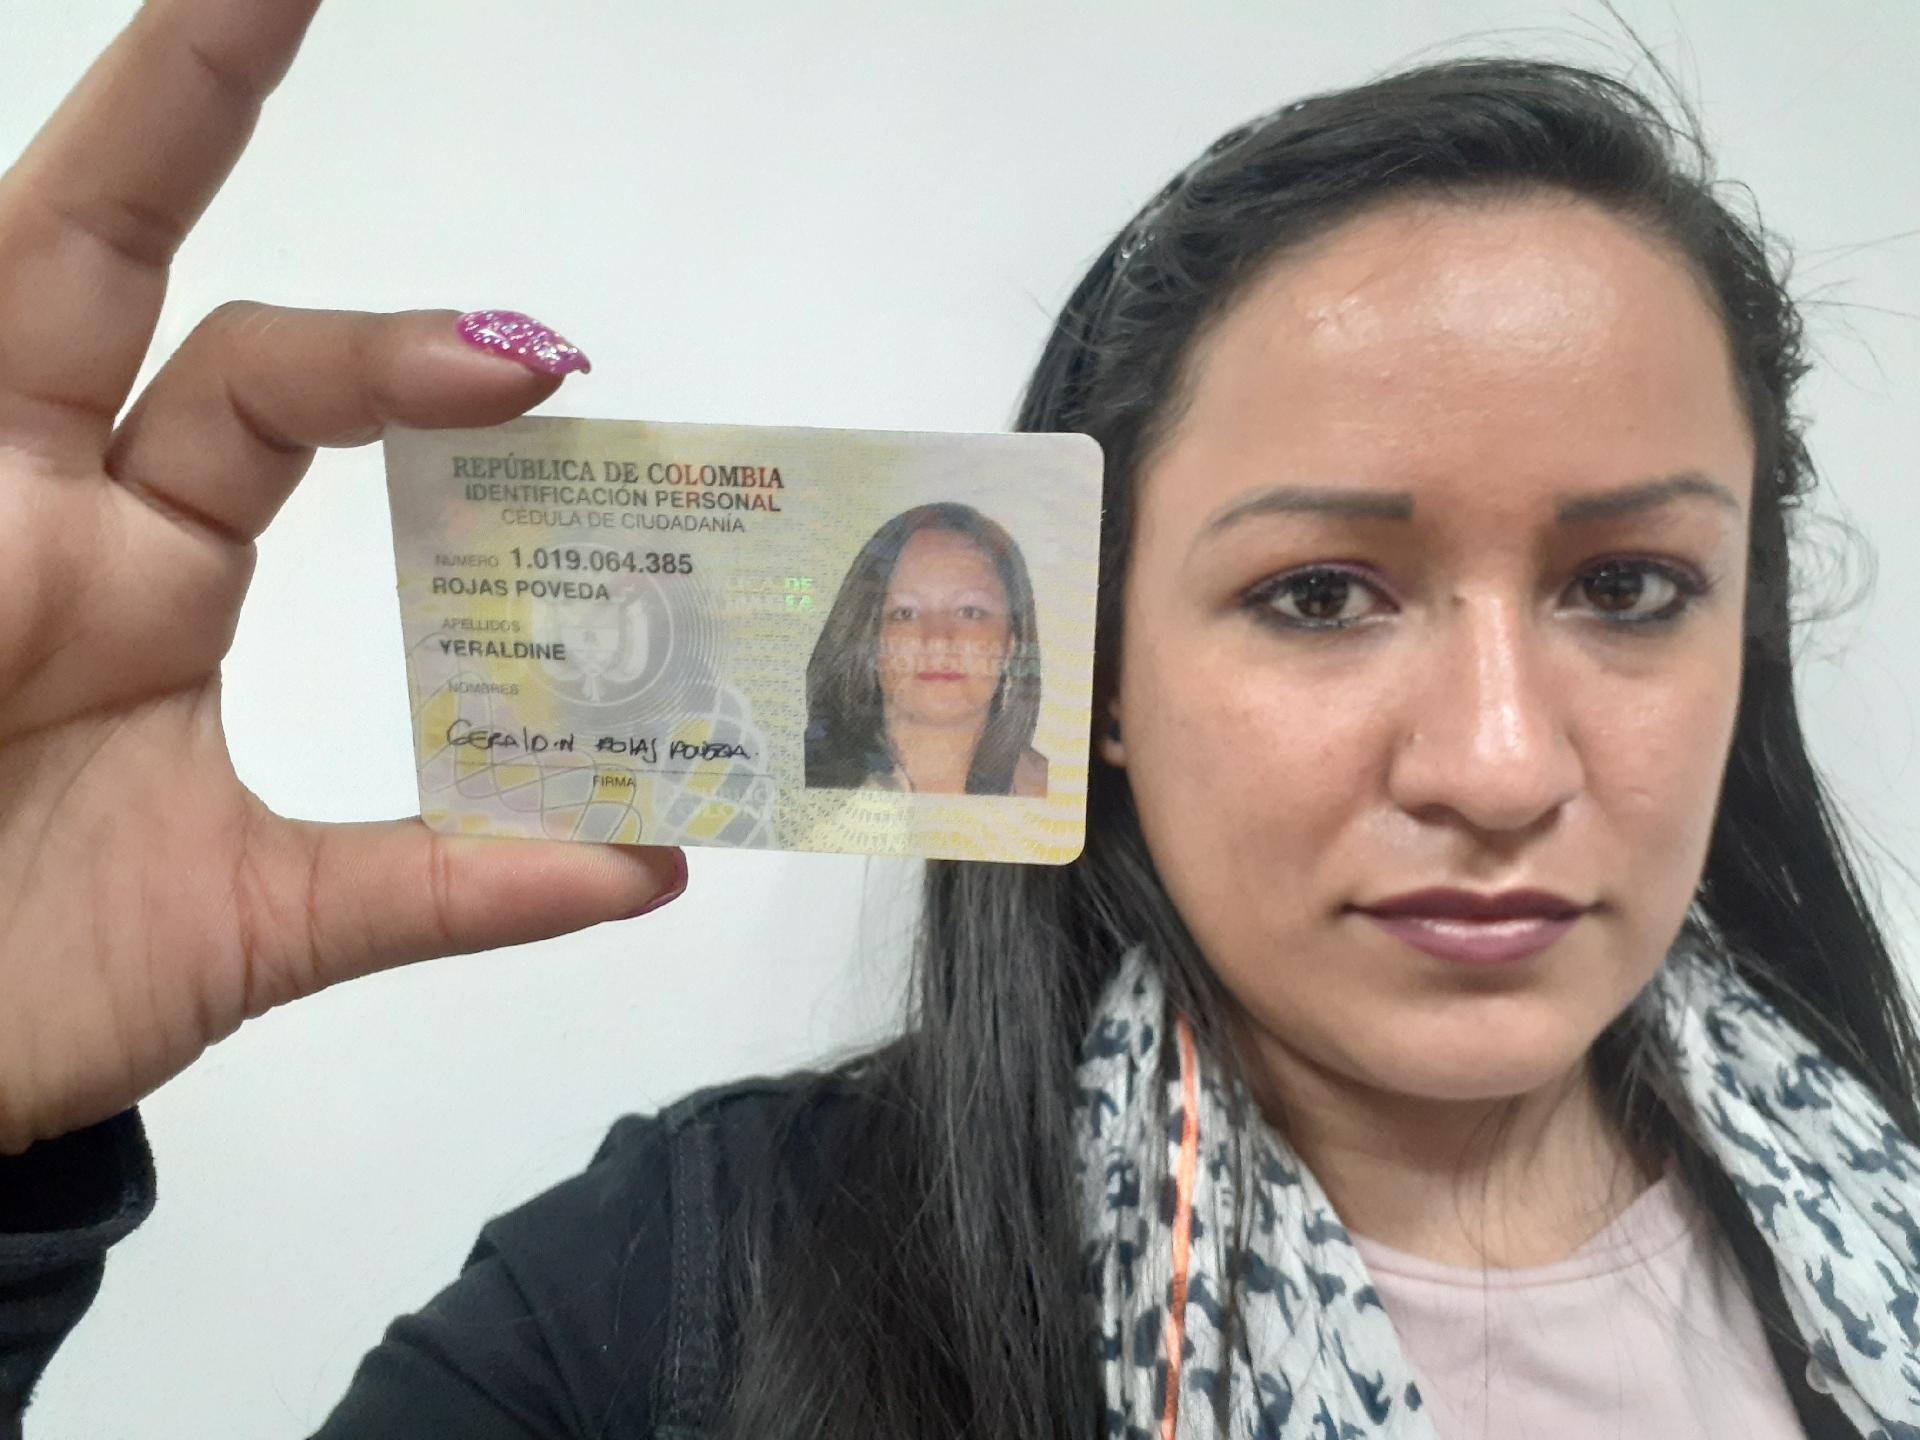 REPÚBLICA DE COLOMBIA
IDENTIFICACIÓN PERSONAL
CÉDULA DE CIUDADANÍA
NUMERO 1.019.064.385
ROJAS POVEDA
APELLIDOS
YERALDINE
NOMBRES
GERALDIN ROJAS POVEDA.
FIRMA